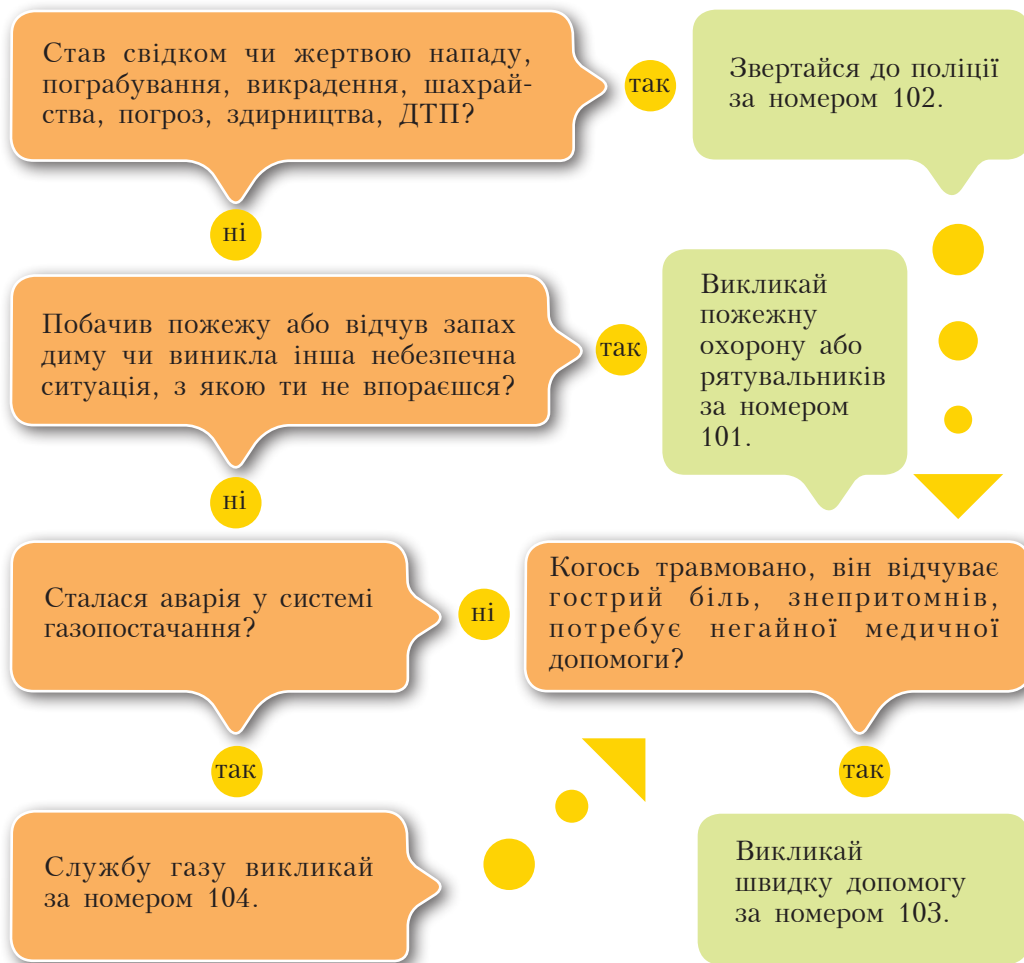 Став свідком чи жертвою нападу,
пограбування, викрадення, шахрай-
ства, погроз, здирництва, ДТП?
так
Звертайся до поліції
за номером 102.
ні
Побачив пожежу або відчув запах
диму чи виникла інша небезпечна
ситуація, з якою ти не впораєшся?
так
Викликай
пожежну
охорону або
рятувальників
за номером
101.
ні
Сталася аварія у системі
газопостачання?
ні
Когось травмовано, він відчуває
гострий біль, знепритомнів,
потребує негайної медичної
допомоги?
так
так
Службу газу викликай
за номером 104.
Викликай
швидку допомогу
за номером 103.